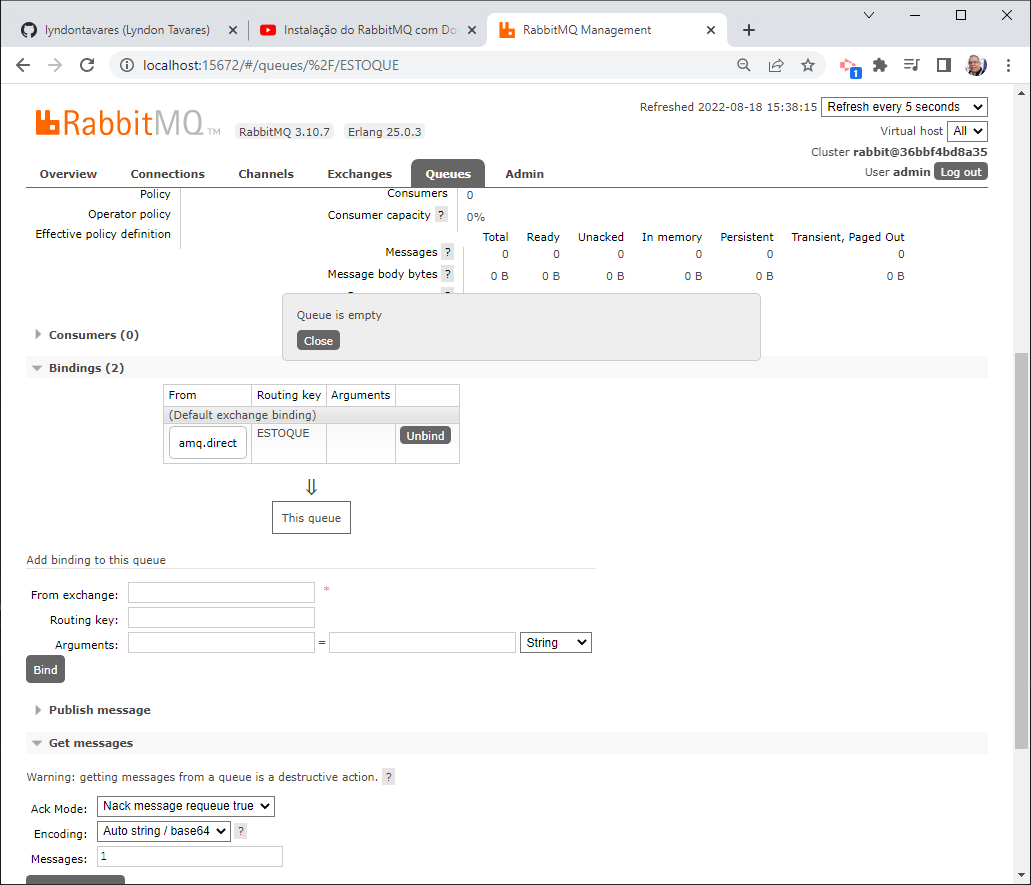 lyndontavares (Lyndon Tavares)
Instalação do RabbitMQ com Do
RabbitMQ Management
localhost:15672/#/queues/%2F/ESTOQUE
1
RabbitMQ TM
RabbitMQ 3.10.7
Erlang 25.0.3
Refreshed 2022-08-18 15:38:15 Refresh every 5 seconds
Virtual host All
Cluster rabbit@36bbf4bd8a35
User admin Log out
Overview Connections Channels Exchanges Queues Admin
Policy
Operator policy
Effective policy definition
Consumers 0
Consumer capacity ? 0%
Total Ready Unacked In memory Persistent Transient, Paged Out
Messages ? 0 0 0 0 0 0
Message body bytes ? 0 B 0 B 0 B 0 B 0 B 0 B
Queue is empty
Close
Consumers (0)
Bindings (2)
From Routing key Arguments
(Default exchange binding)
amq.direct ESTOQUE Unbind
⇓
This queue
Add binding to this queue
From exchange: *
Routing key:
Arguments: = String
Bind
Publish message
Get messages
Warning: getting messages from a queue is a destructive action. ?
Ack Mode: Nack message requeue true
Encoding: Auto string / base64 ?
Messages: 1